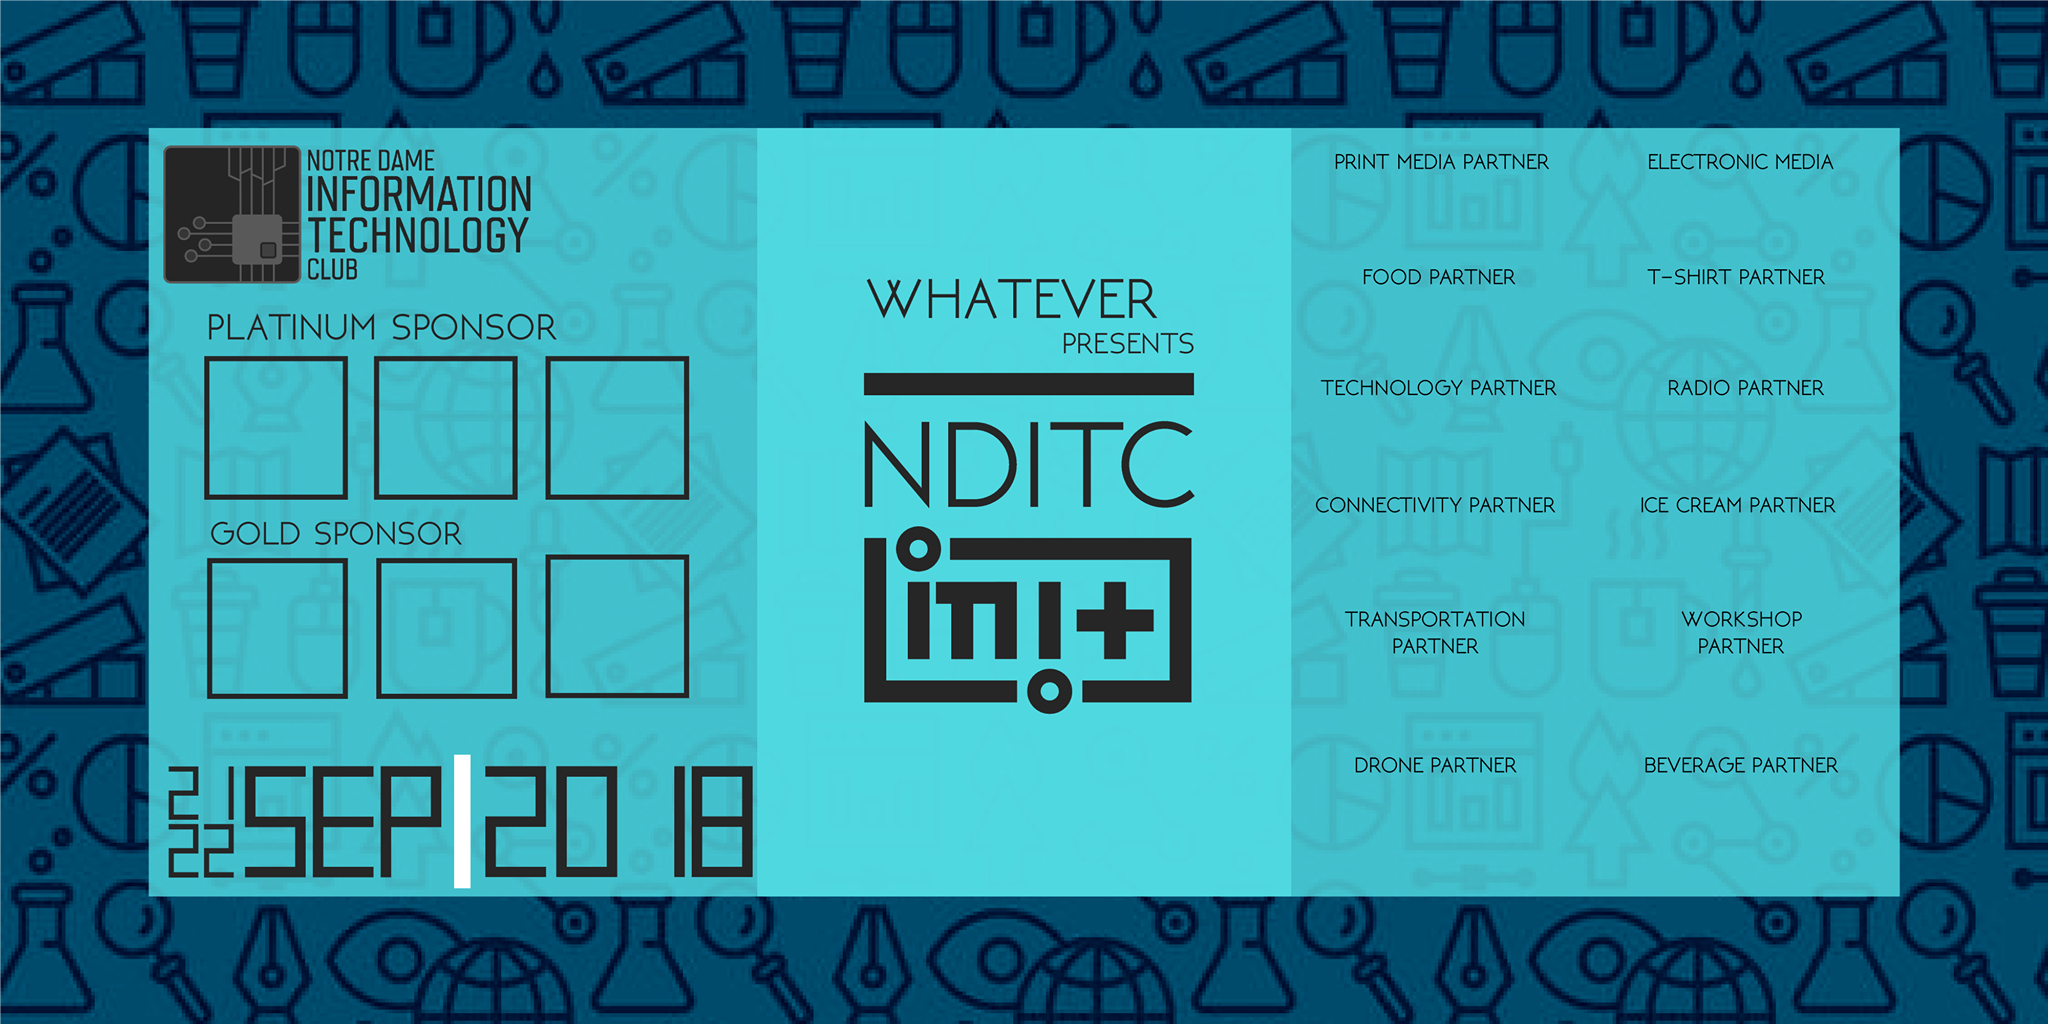 NOTRE DAME
INFORMATION
TECHNOLOGY
CLUB
PLATINUM SPONSOR
GOLD SPONSOR
21
22
SEP|20 18
WHATEVER
PRESENTS
NDITC
PRINT MEDIA PARTNER
ELECTRONIC MEDIA
FOOD PARTNER
T-SHIRT PARTNER
TECHNOLOGY PARTNER
RADIO PARTNER
CONNECTIVITY PARTNER
ICE CREAM PARTNER
TRANSPORTATION
PARTNER
WORKSHOP
PARTNER
DRONE PARTNER
BEVERAGE PARTNER